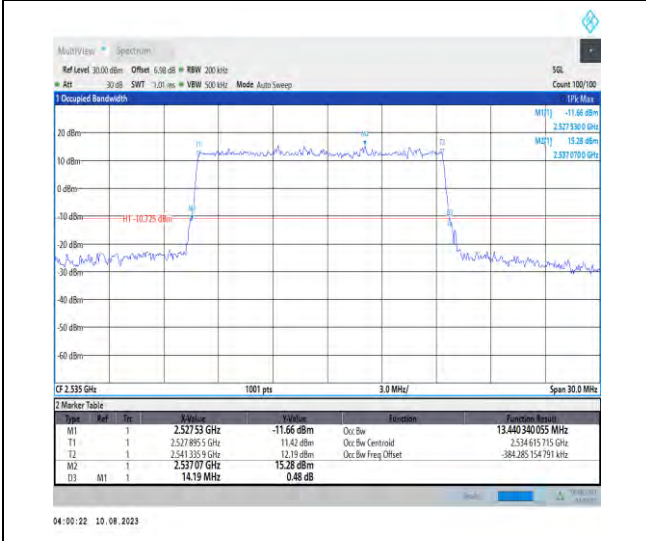 MultiView Spectrum
Ref Level 30.00 dBm Offset 6.98 dB RBW 200 kHz SGL
Att 30 dB SWT 1.01 ms VBW 500 kHz Mode Auto Sweep Count 100/100
1 Occupied Bandwidth 1Pk Max
M1[1] -11.66 dBm
2.527 530 0 GHz
M2[1] 15.28 dBm
2.537 070 0 GHz
20 dBm
T1
M2
T2
10 dBm
0 dBm
M1
-10 dBm
H1 -10.725 dBm
-20 dBm
-30 dBm
-40 dBm
-50 dBm
-60 dBm
CF 2.535 GHz 1001 pts 3.0 MHz/ Span 30.0 MHz
2 Marker Table
Type Ref Trc X-Value Y-Value Function Function Result
M1 1 2.527 53 GHz -11.66 dBm Occ Bw 13.440 340 055 MHz
T1 1 2.527 895 5 GHz 11.42 dBm Occ Bw Centroid 2.534 615 715 GHz
T2 1 2.541 335 9 GHz 12.19 dBm Occ Bw Freq Offset -384.285 154 791 kHz
M2 1 2.537 07 GHz 15.28 dBm
D3 M1 1 14.19 MHz 0.48 dB
04:00:22 10.08.2023